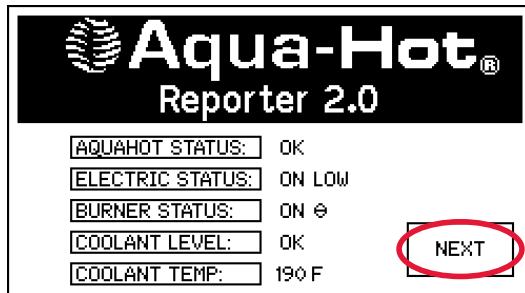 Aqua-Hot®
Reporter 2.0
AQUAHOT STATUS: OK
ELECTRIC STATUS: ON LOW
BURNER STATUS: ON ⊖
COOLANT LEVEL: OK
COOLANT TEMP: 190 F
NEXT